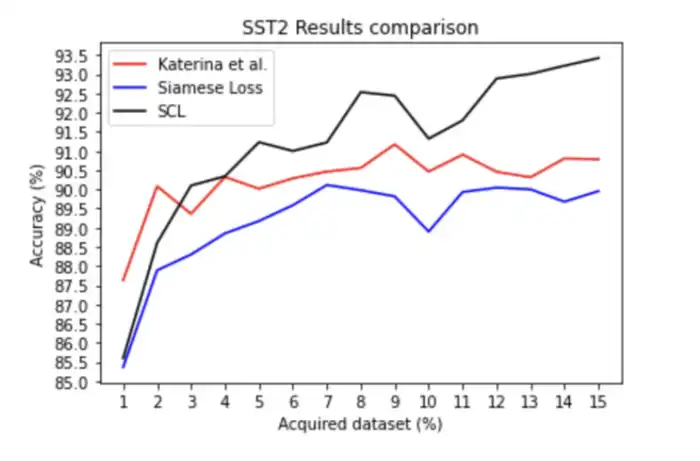 SST2 Results comparison
Katerina et al.
Siamese Loss
SCL
Accuracy (%)
93.5
93.0
92.5
92.0
91.5
91.0
90.5
90.0
89.5
89.0
88.5
88.0
87.5
87.0
86.5
86.0
85.5
85.0
1 2 3 4 5 6 7 8 9 10 11 12 13 14 15
Acquired dataset (%)